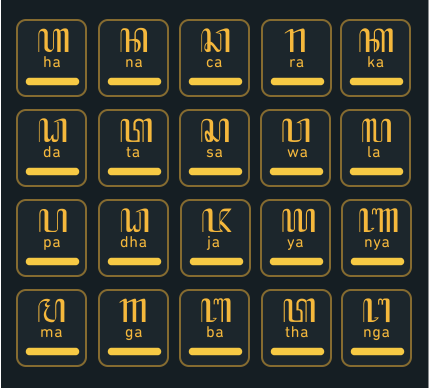 ꦲ ꦤ ꦕ ꦫ ꦏ
ha na ca ra ka
ꦢ ꦠ ꦱ ꦮ ꦭ
da ta sa wa la
ꦥ ꦝ ꦗ ꦪ ꦚ
pa dha ja ya nya
ꦩ ꦒ ꦧ ꦛ ꦔ
ma ga ba tha nga